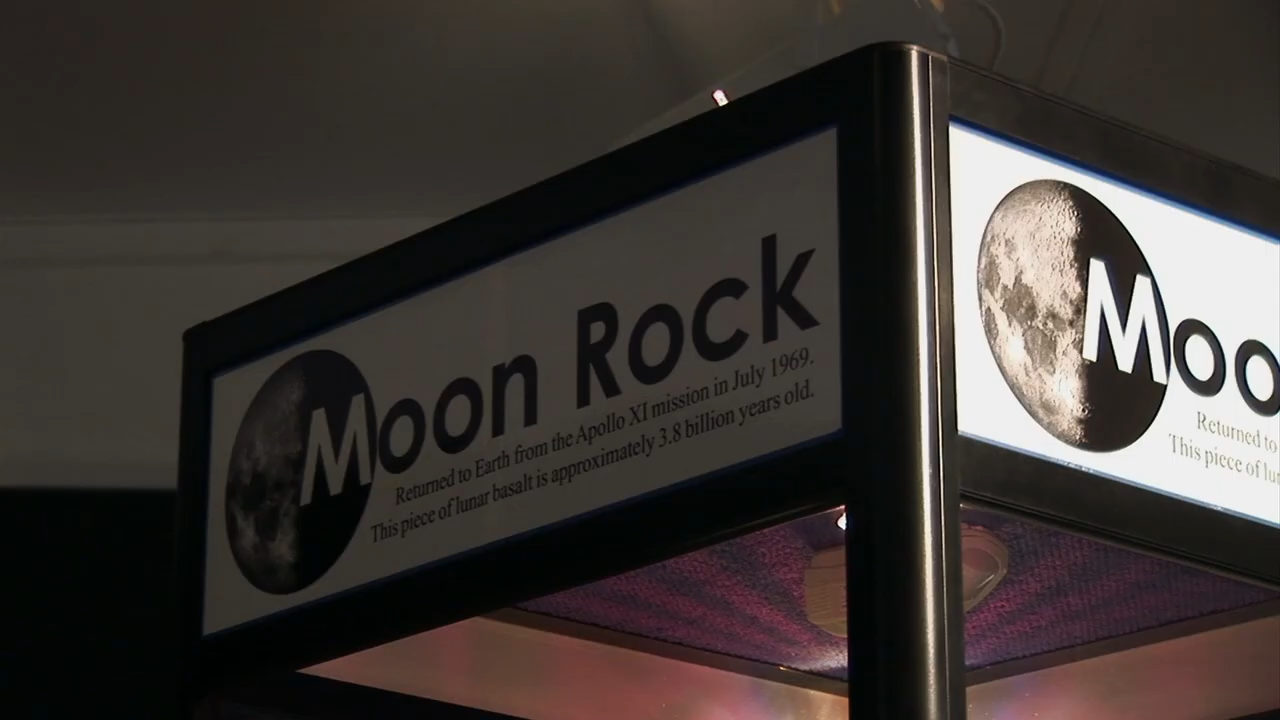 Moon Rock
Returned to Earth from the Apollo XI mission in July 1969.
This piece of lunar basalt is approximately 3.8 billion years old.
Moo
Returned to
This piece of lu